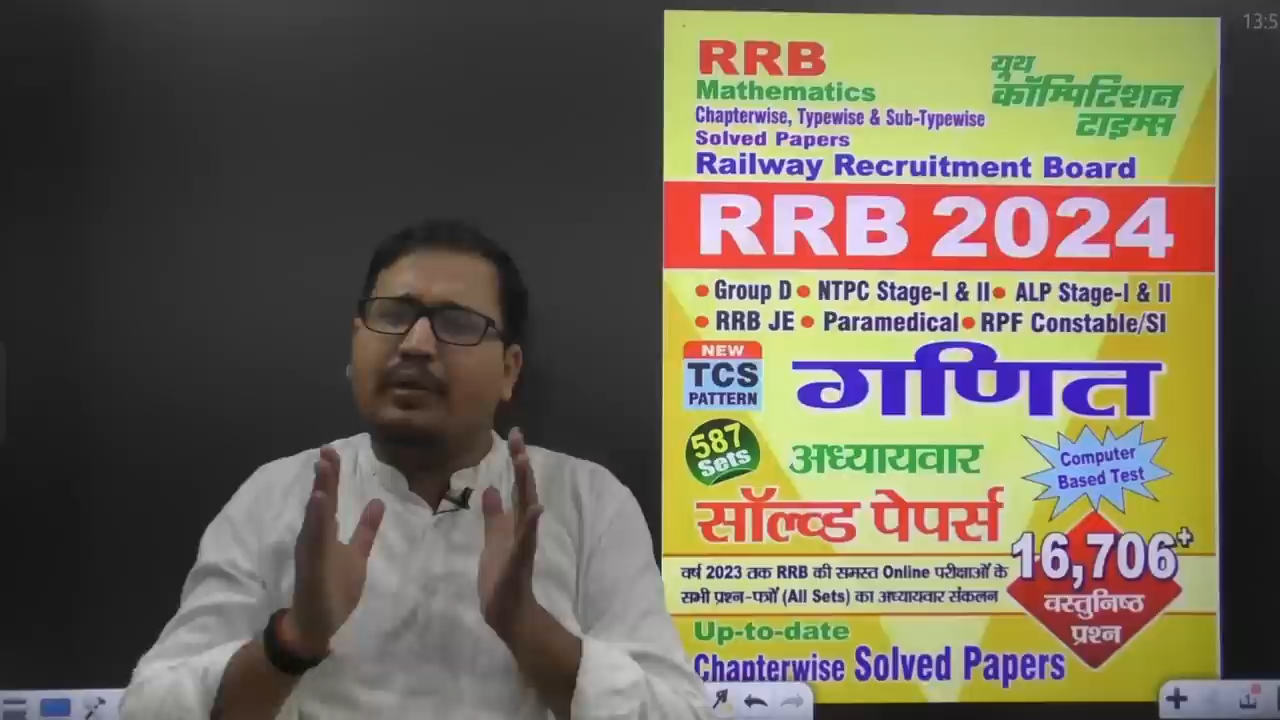 13:5
RRB
Mathematics
Chapterwise, Typewise & Sub-Typewise
Solved Papers
Railway Recruitment Board
यूथ
कॉम्पिटिशन
टाइम्स
RRB 2024
• Group D • NTPC Stage-I & II • ALP Stage-I & II
• RRB JE • Paramedical • RPF Constable/SI
NEW
TCS
PATTERN
गणित
587
Sets
अध्यायवार
Computer
Based Test
सॉल्व्ड पेपर्स
16,706+
वस्तुनिष्ठ
प्रश्न
वर्ष 2023 तक RRB की समस्त Online परीक्षाओं के
सभी प्रश्न-पत्रों (All Sets) का अध्यायवार संकलन
Up-to-date
Chapterwise Solved Papers